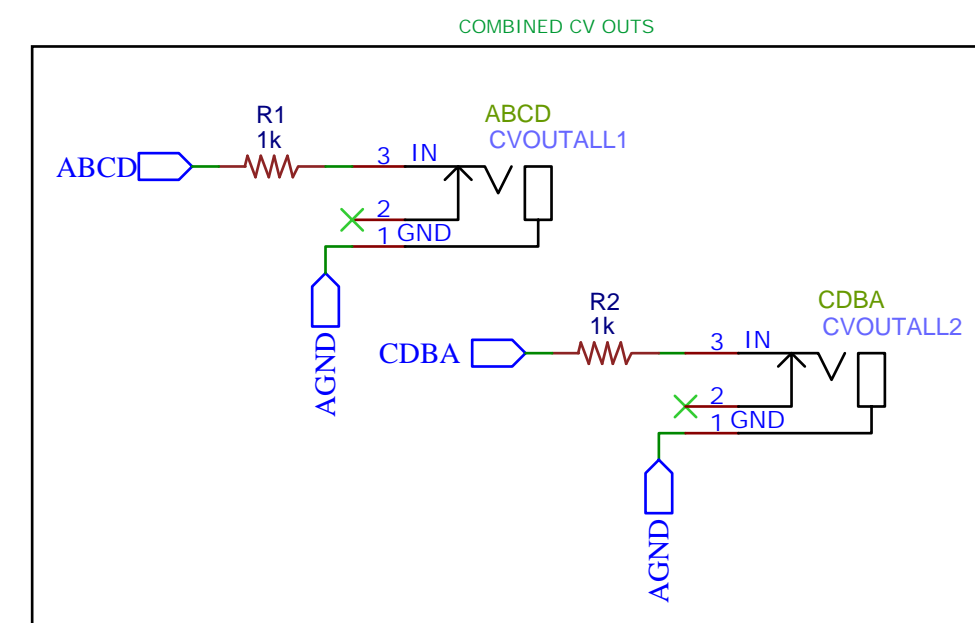 COMBINED CV OUTS
R1
1k
ABCD
CVOUTALL1
ABCD
3 IN
2
1 GND
AGND
R2
1k
CDBA
CVOUTALL2
CDBA
3 IN
2
1 GND
AGND